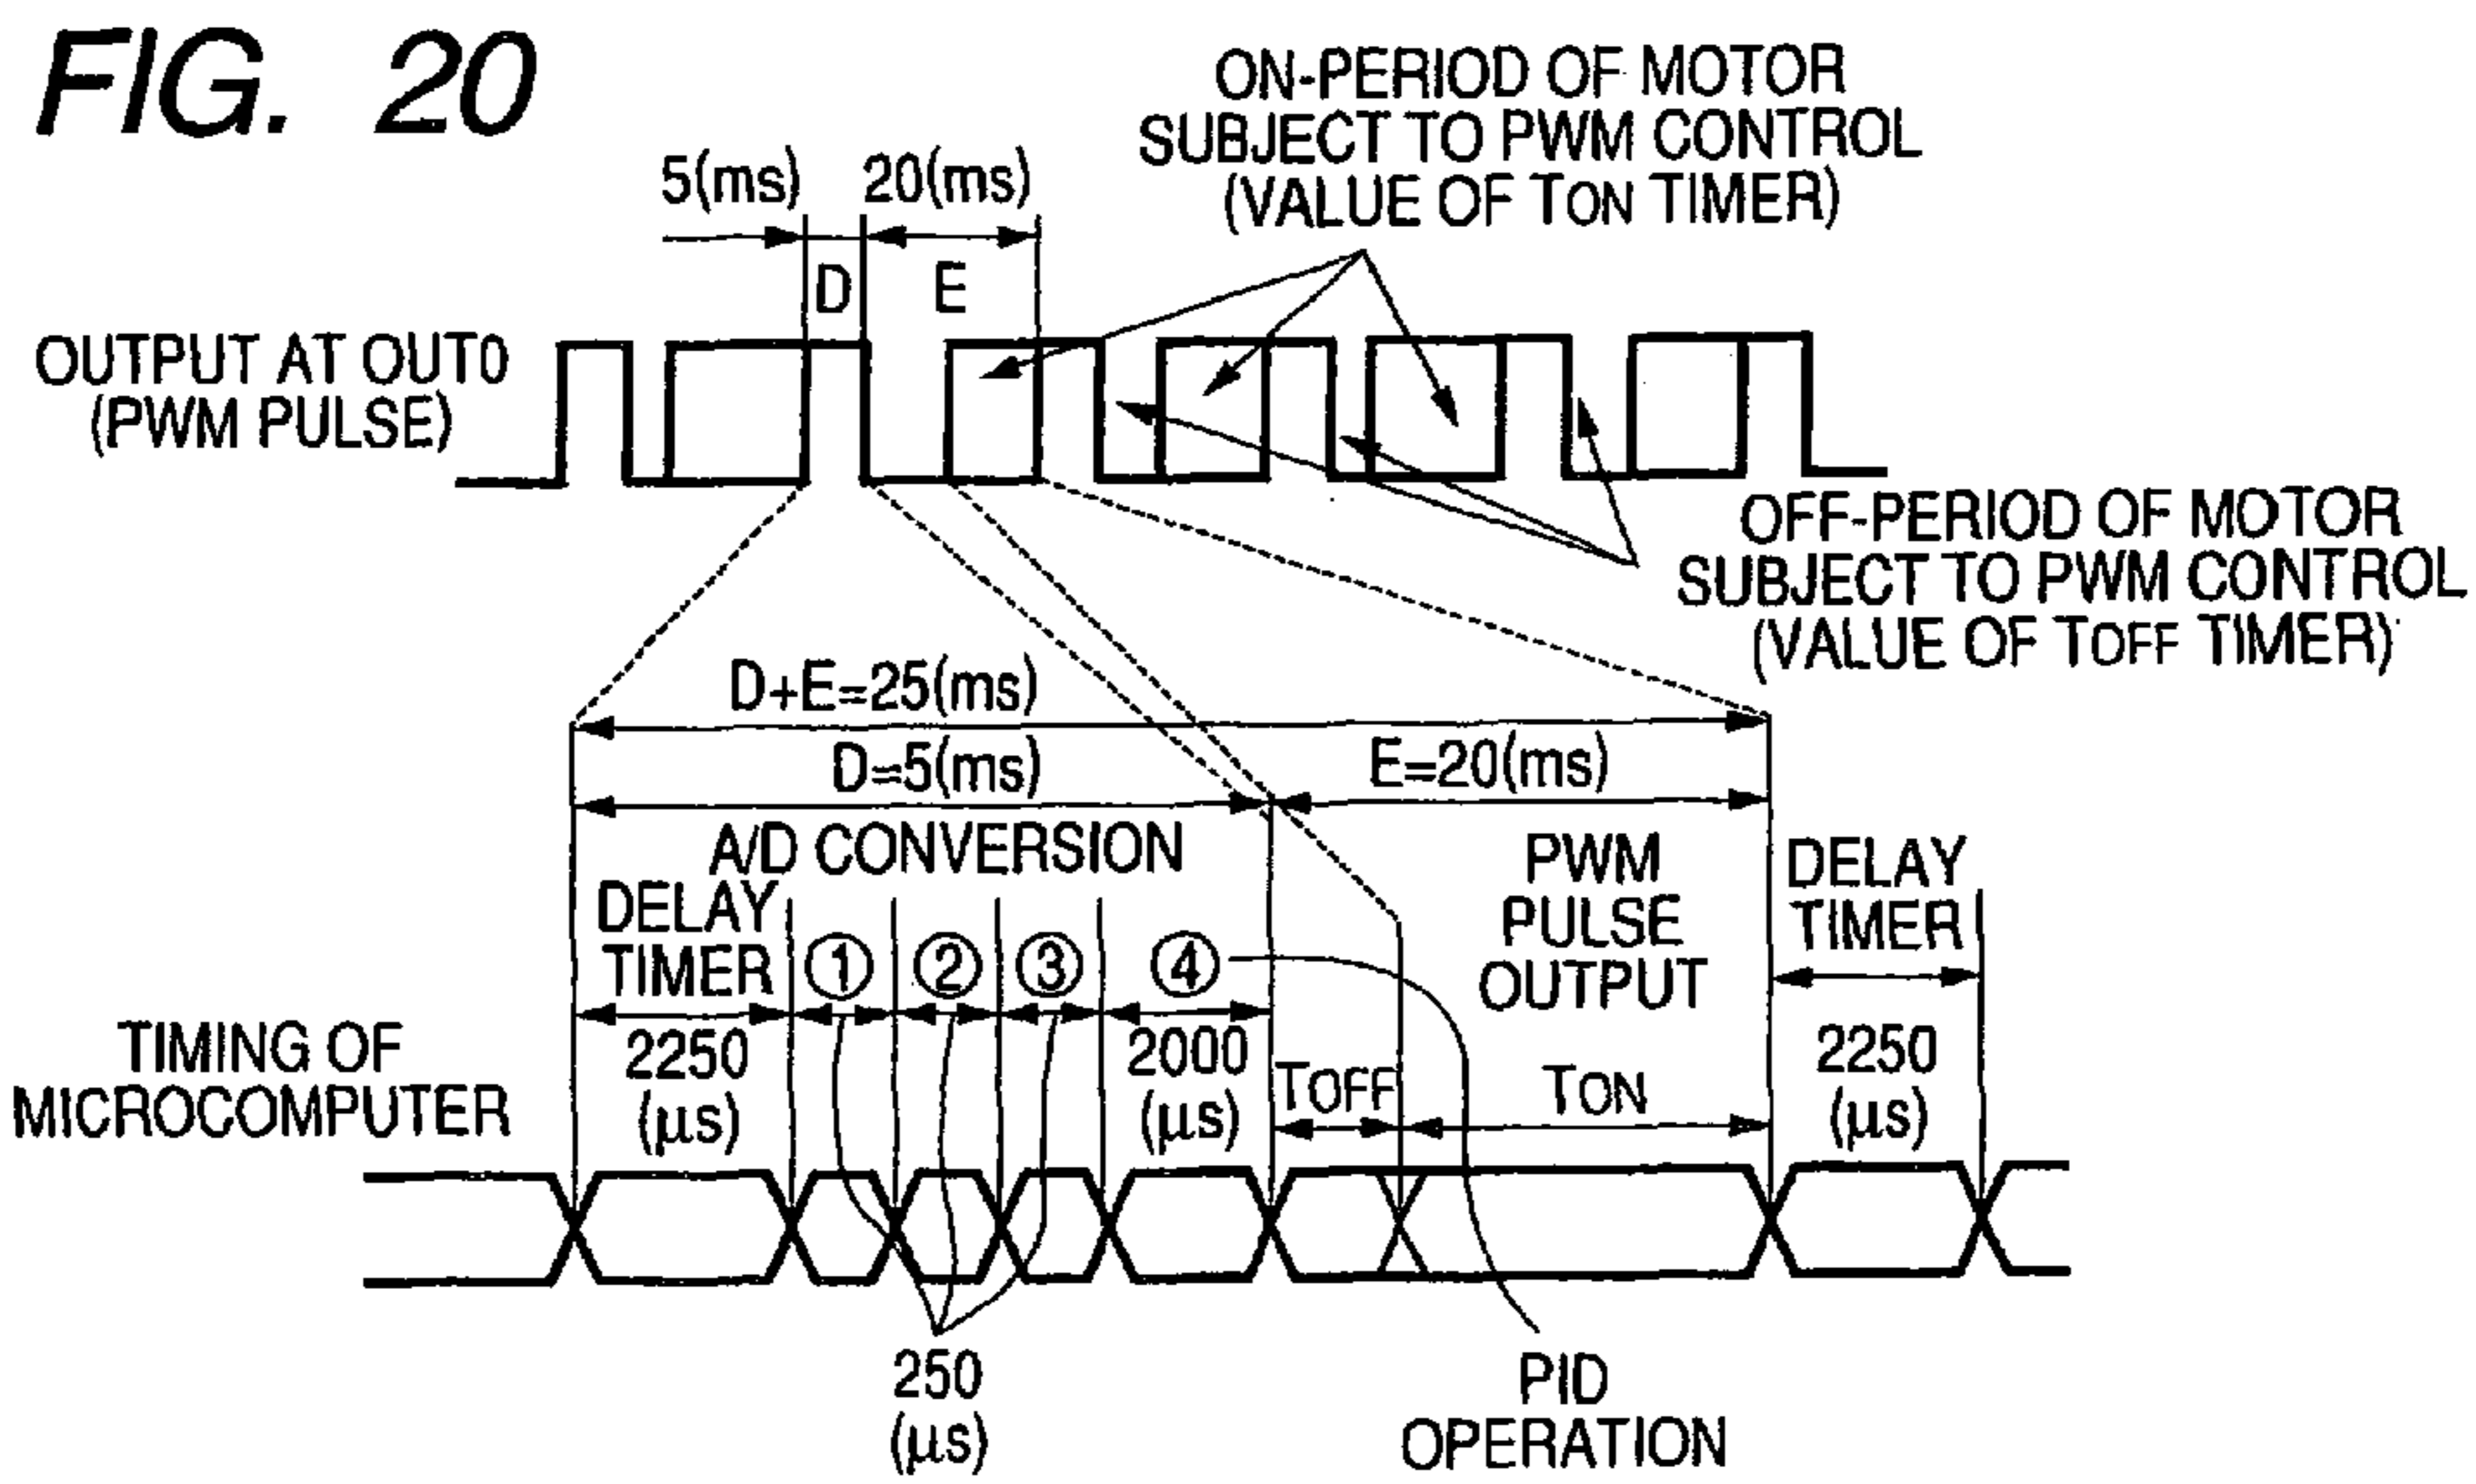 FIG. 20
ON-PERIOD OF MOTOR
SUBJECT TO PWM CONTROL
(VALUE OF TON TIMER)
5(ms)
20(ms)
D
E
OUTPUT AT OUT0
(PWM PULSE)
OFF-PERIOD OF MOTOR
SUBJECT TO PWM CONTROL
(VALUE OF TOFF TIMER)
D+E=25(ms)
D=5(ms)
E=20(ms)
A/D CONVERSION
DELAY
TIMER
①
②
③
④
PWM
PULSE
OUTPUT
DELAY
TIMER
TIMING OF
MICROCOMPUTER
2250
(μs)
2000
(μs)
TOFF
TON
2250
(μs)
250
(μs)
PID
OPERATION